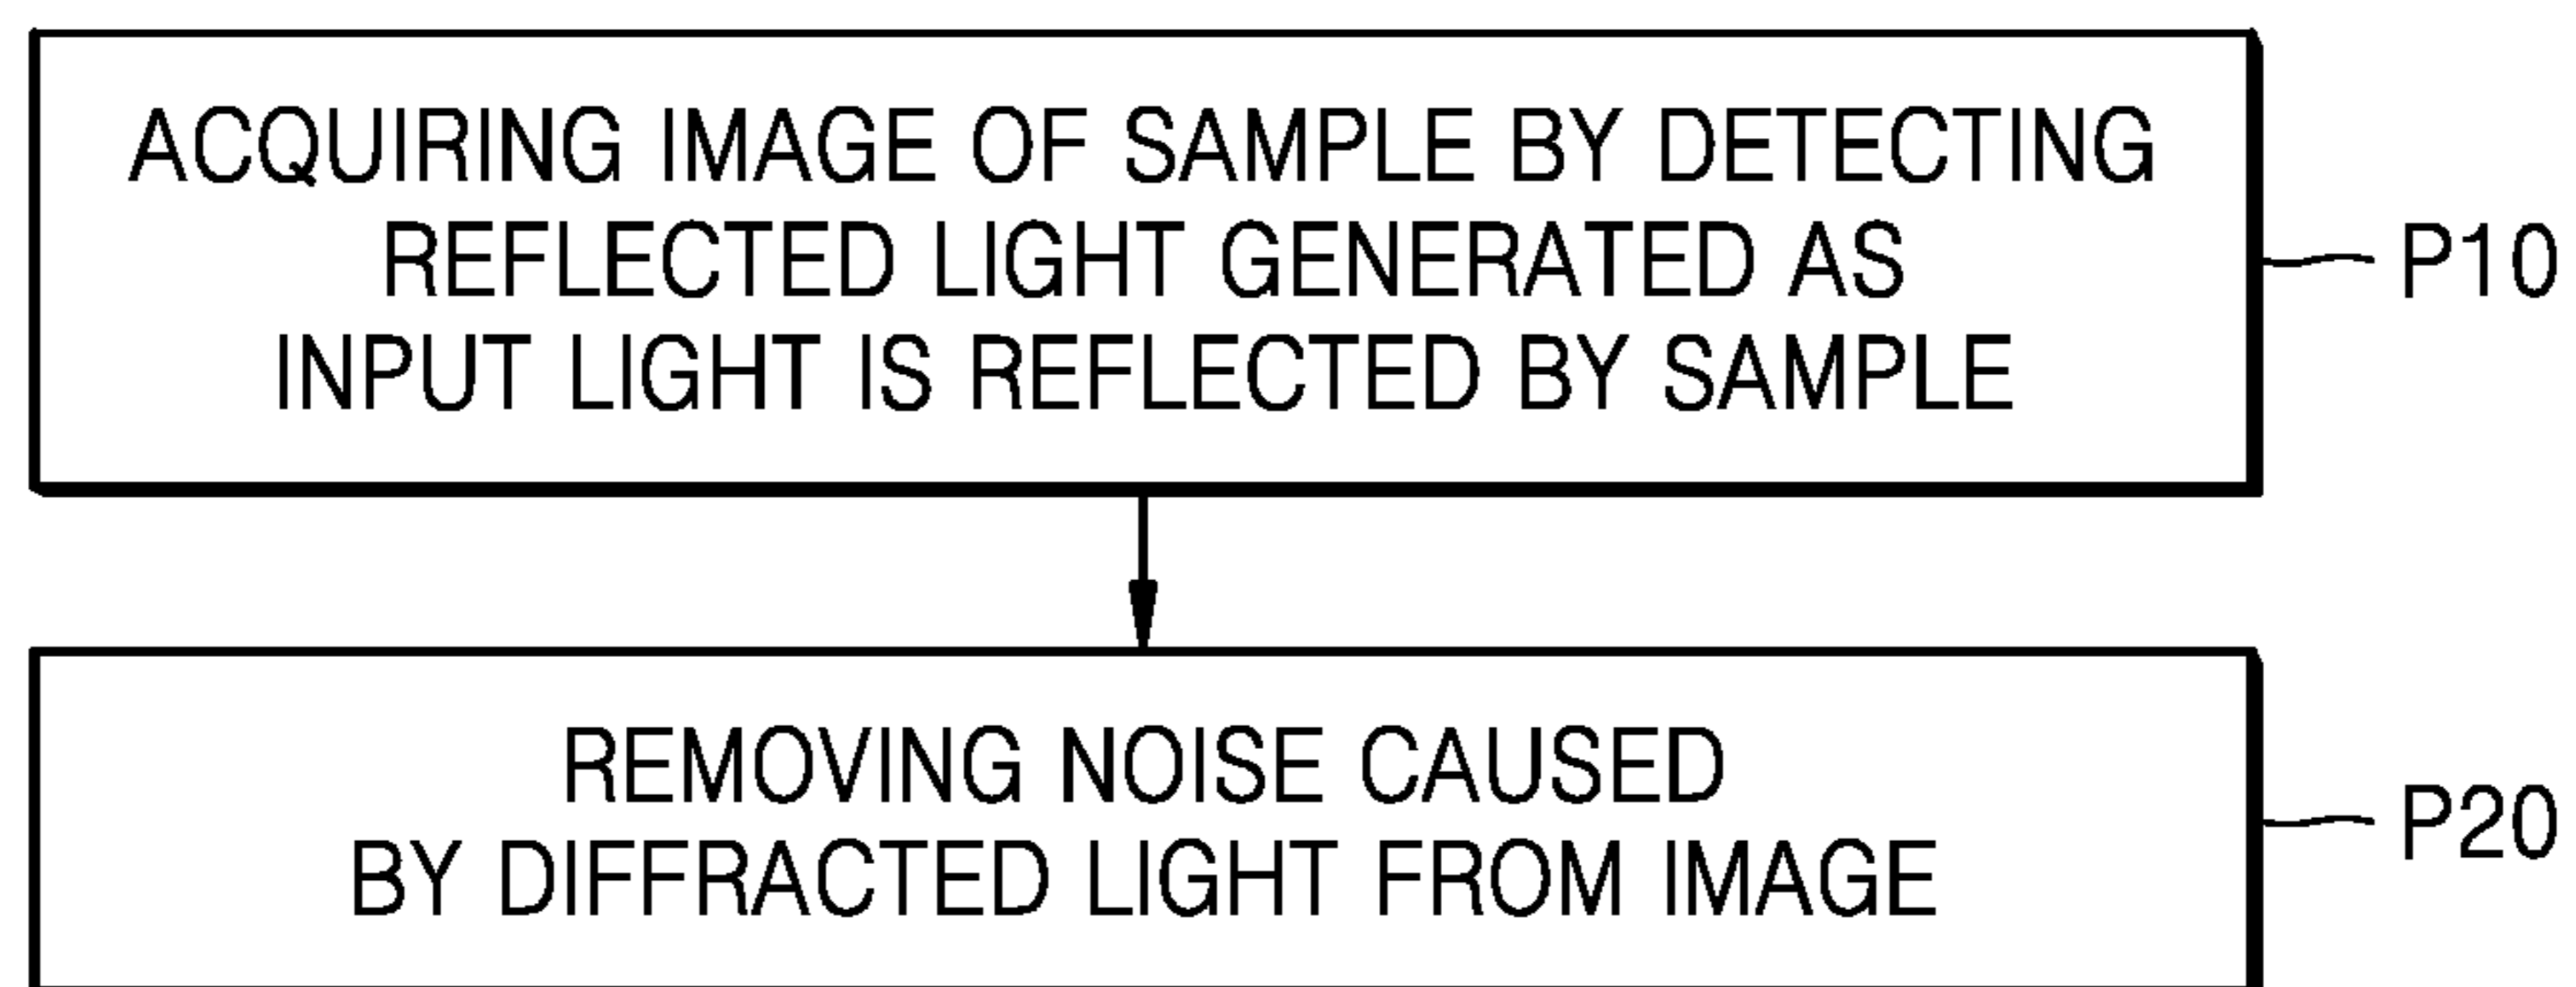 ACQUIRING IMAGE OF SAMPLE BY DETECTING
REFLECTED LIGHT GENERATED AS
INPUT LIGHT IS REFLECTED BY SAMPLE
P10
REMOVING NOISE CAUSED
BY DIFFRACTED LIGHT FROM IMAGE
P20